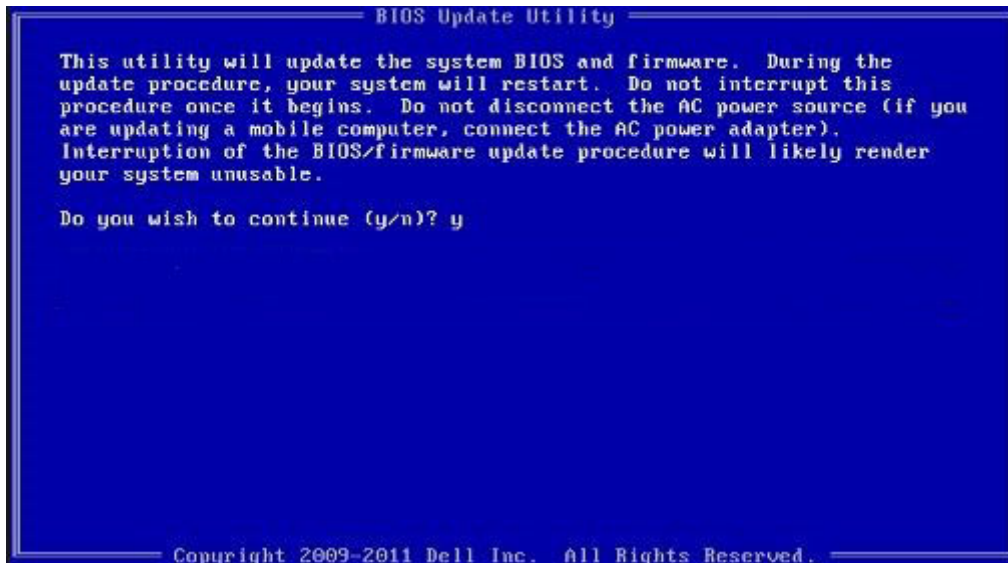 BIOS Update Utility
This utility will update the system BIOS and firmware. During the
update procedure, your system will restart. Do not interrupt this
procedure once it begins. Do not disconnect the AC power source (if you
are updating a mobile computer, connect the AC power adapter).
Interruption of the BIOS/firmware update procedure will likely render
your system unusable.
Do you wish to continue (y/n)? y
Copyright 2009-2011 Dell Inc. All Rights Reserved.